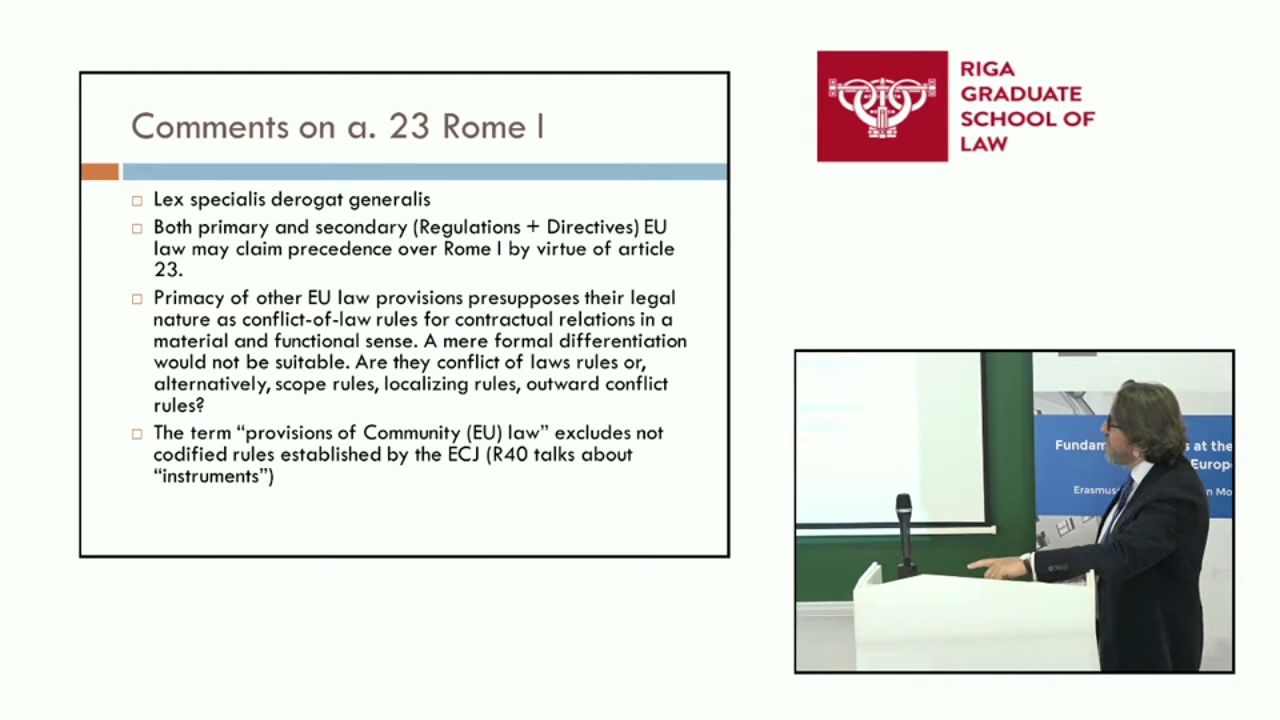 Comments on a. 23 Rome I
□ Lex specialis derogat generalis
□ Both primary and secondary (Regulations + Directives) EU
law may claim precedence over Rome I by virtue of article
23.
□ Primacy of other EU law provisions presupposes their legal
nature as conflict-of-law rules for contractual relations in a
material and functional sense. A mere formal differentiation
would not be suitable. Are they conflict of laws rules or,
alternatively, scope rules, localizing rules, outward conflict
rules?
□ The term “provisions of Community (EU) law” excludes not
codified rules established by the ECJ (R40 talks about
“instruments”)
RIGA
GRADUATE
SCHOOL OF
LAW
Fundam s at the
Europ
Erasmus n Mo